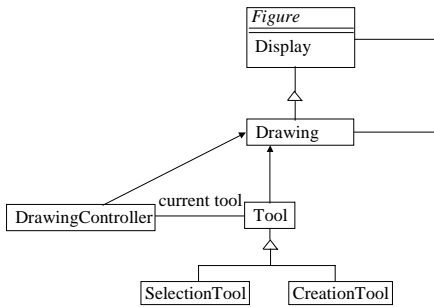 Figure
Display
Drawing
current tool
DrawingController
Tool
SelectionTool
CreationTool